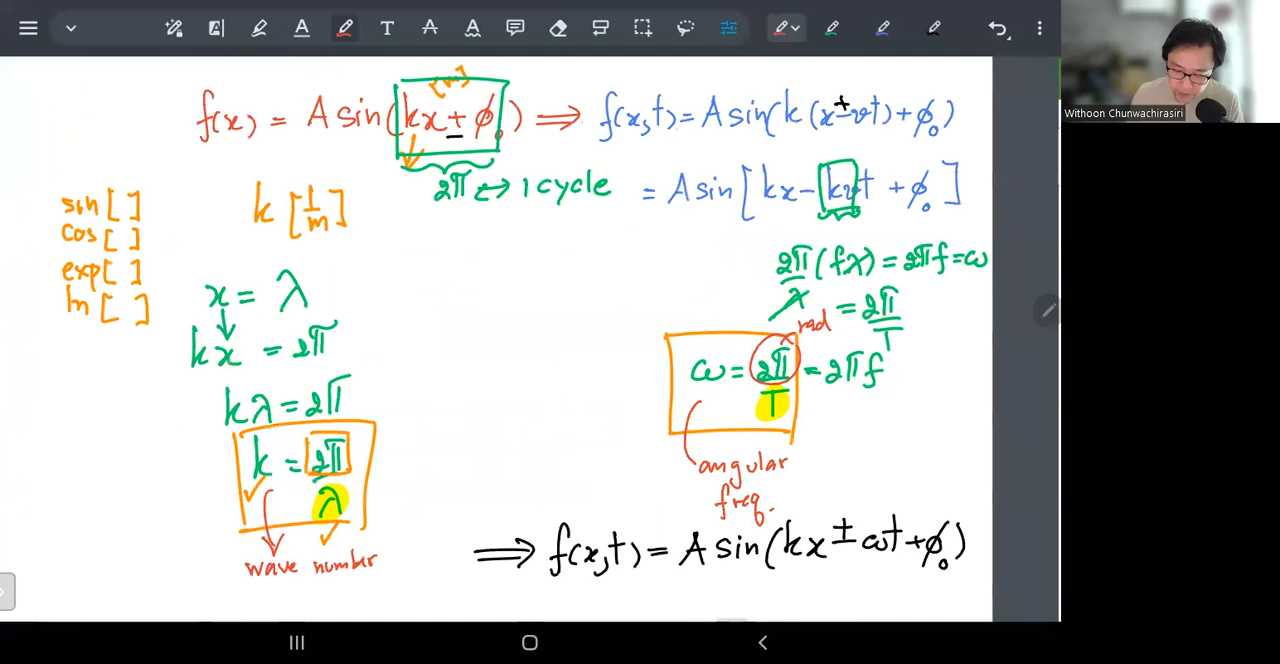 [m]
f(x) = A sin(kx ± ϕ₀) ⟹ f(x,t) = A sin(k(x ± vt) + ϕ₀)
2π ↔ 1 cycle
= A sin[kx - kvt + ϕ₀]
sin[ ]
cos[ ]
exp[ ]
ln[ ]
k [1/m]
x = λ
kx = 2π
kλ = 2π
k = 2π/λ
wave number
2π/λ (fλ) = 2πf = ω
= 2π/T
rad
ω = 2π/T = 2πf
angular
freq.
⟹ f(x,t) = A sin(kx ± ωt + ϕ₀)
Withoon Chunwachirasiri